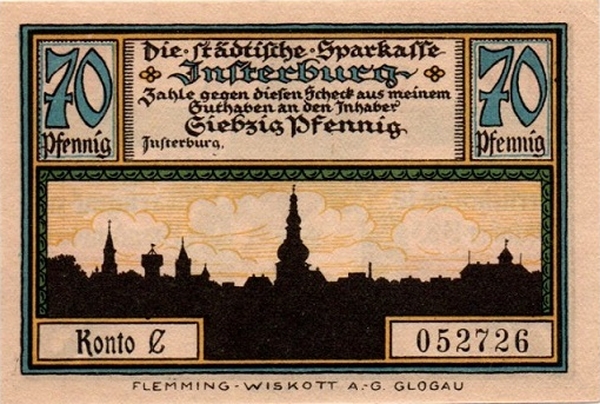 Die städtische Sparkasse
Insterburg
Zahle gegen diesen Scheck aus meinem
Guthaben an den Inhaber
Siebzig Pfennig
Insterburg,
70
Pfennig
70
Pfennig
Konto C
052726
FLEMMING-WISKOTT A.-G. GLOGAU